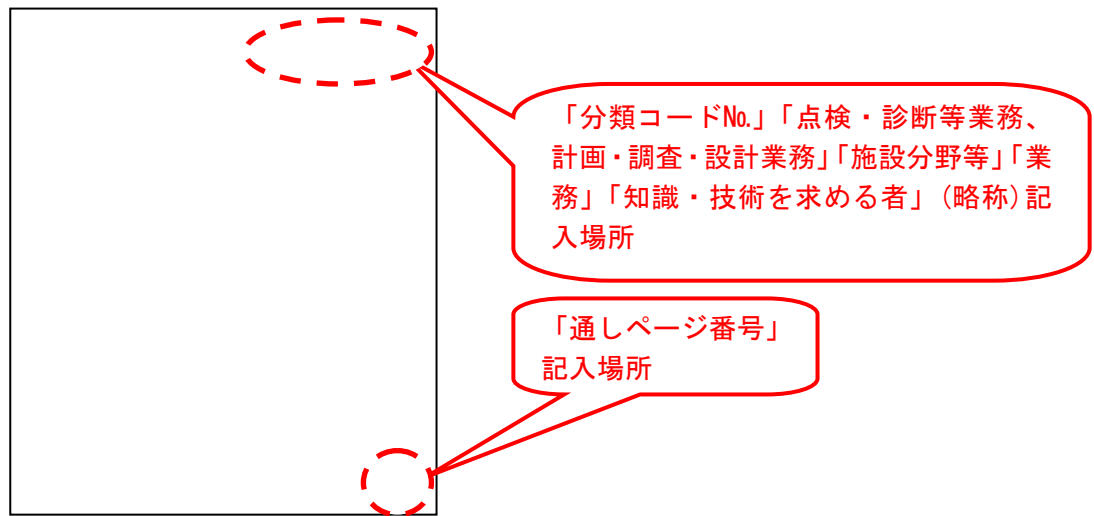 「分類コード№」「点検・診断等業務、
計画・調査・設計業務」「施設分野等」「業
務」「知識・技術を求める者」(略称)記
入場所
「通しページ番号」
記入場所